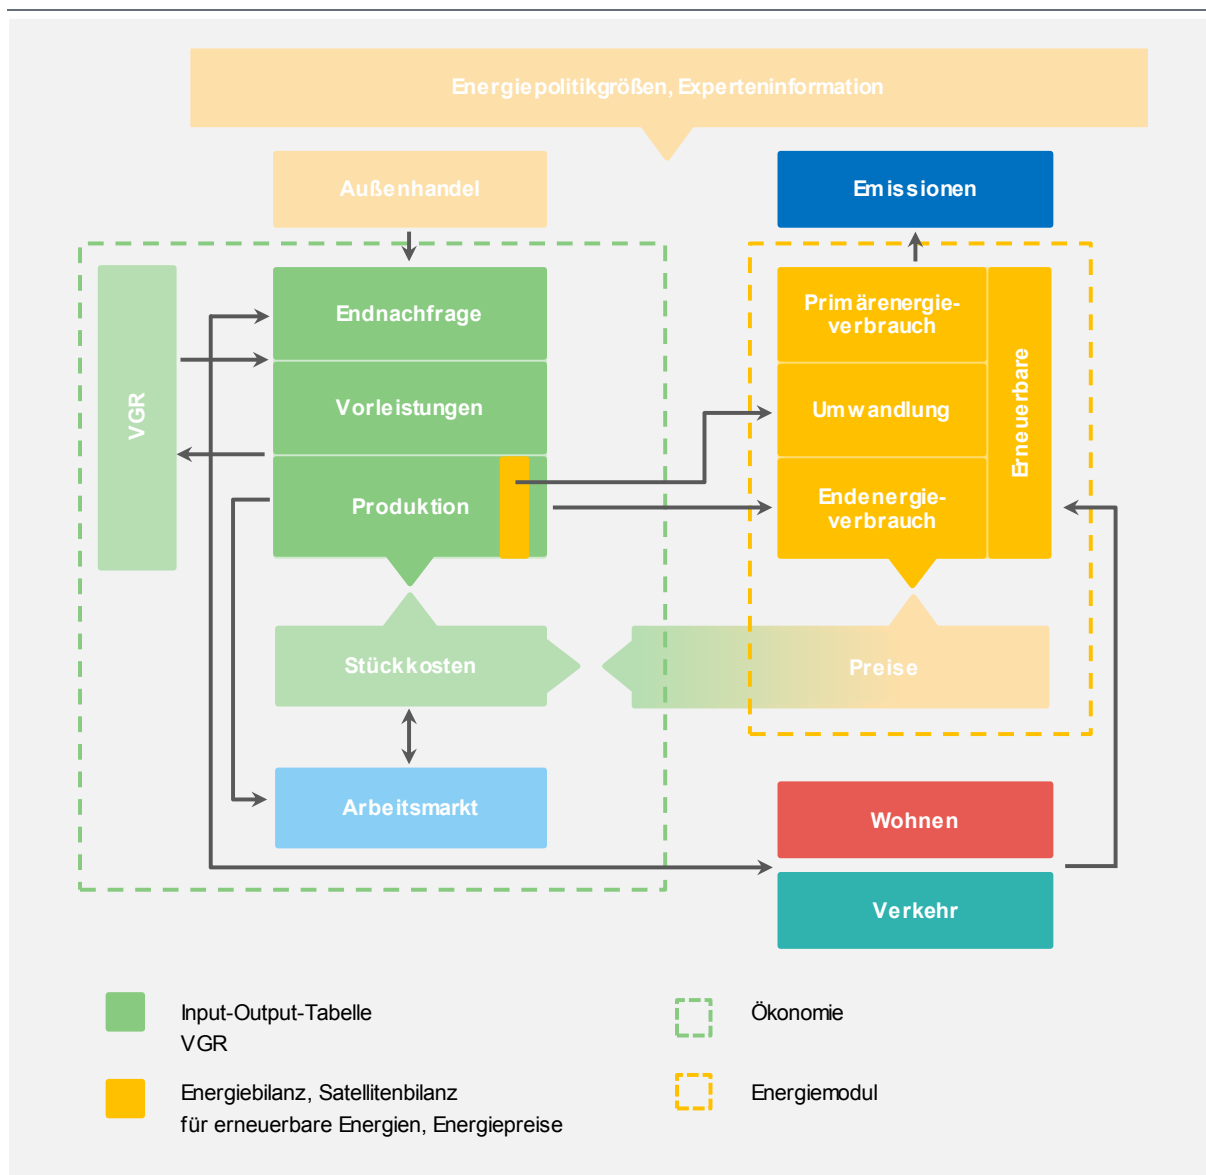 Energiepolitikgrößen, Experteninformation
Außenhandel
Emissionen
VGR
Endnachfrage
Vorleistungen
Produktion
Primärenergie-
verbrauch
Umwandlung
Endenergie-
verbrauch
Erneuerbare
Stückkosten
Preise
Arbeitsmarkt
Wohnen
Verkehr
Input-Output-Tabelle
VGR
Ökonomie
Energiebilanz, Satellitenbilanz
für erneuerbare Energien, Energiepreise
Energiemodul